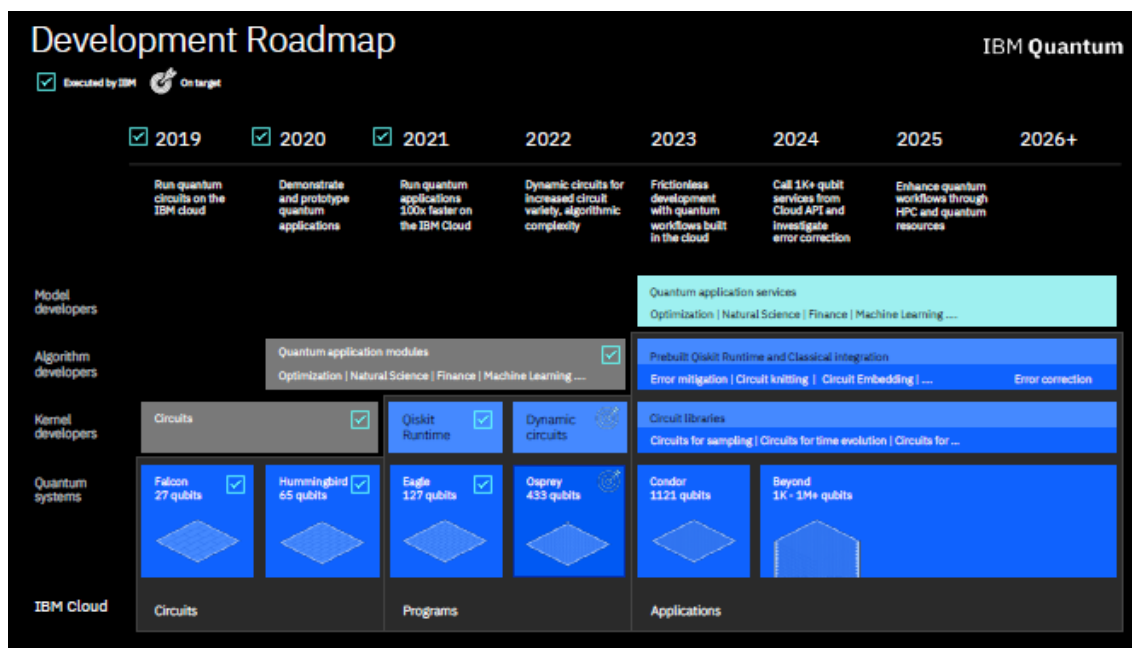 Development Roadmap
IBM Quantum
Executed by IBM
On target
2019
2020
2021
2022
2023
2024
2025
2026+
Run quantum
circuits on the
IBM cloud
Demonstrate
and prototype
quantum
applications
Run quantum
applications
100x faster on
the IBM Cloud
Dynamic circuits for
increased circuit
variety, algorithmic
complexity
Frictionless
development
with quantum
workflows built
in the cloud
Call 1K+ qubit
services from
Cloud API and
investigate
error correction
Enhance quantum
workflows through
HPC and quantum
resources
Model
developers
Quantum application services
Optimization | Natural Science | Finance | Machine Learning ....
Algorithm
developers
Quantum application modules
Optimization | Natural Science | Finance | Machine Learning ....
Prebuilt Qiskit Runtime and Classical integration
Error mitigation | Circuit knitting | Circuit Embedding | ....
Error correction
Kernel
developers
Circuits
Qiskit
Runtime
Dynamic
circuits
Circuit libraries
Circuits for sampling | Circuits for time evolution | Circuits for ...
Quantum
systems
Falcon
27 qubits
Hummingbird
65 qubits
Eagle
127 qubits
Osprey
433 qubits
Condor
1121 qubits
Beyond
1K - 1M+ qubits
IBM Cloud
Circuits
Programs
Applications